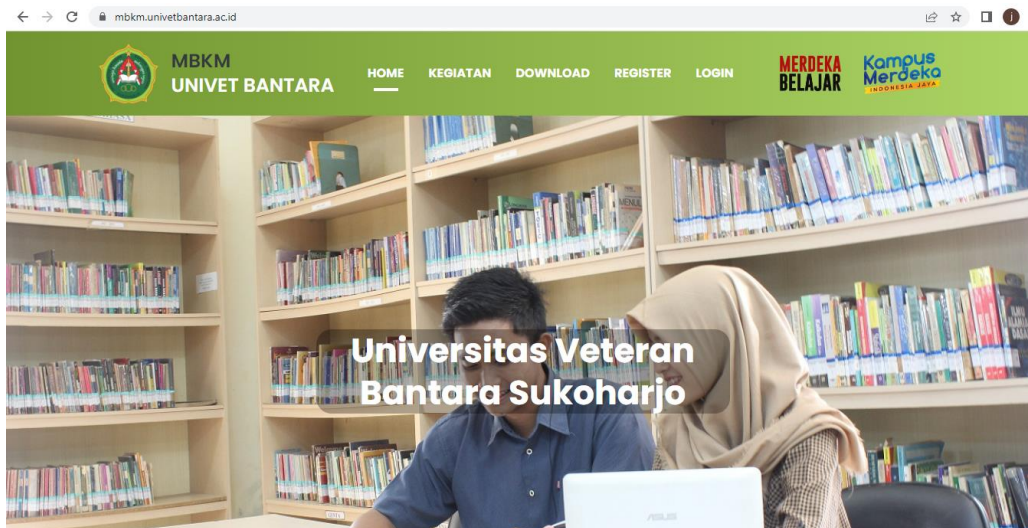 mbkm.univetbantara.ac.id
j
MBKM
UNIVET BANTARA
HOME
KEGIATAN
DOWNLOAD
REGISTER
LOGIN
MERDEKA
BELAJAR
Kampus
Merdeka
INDONESIA JAYA
Universitas Veteran
Bantara Sukoharjo
ASUS